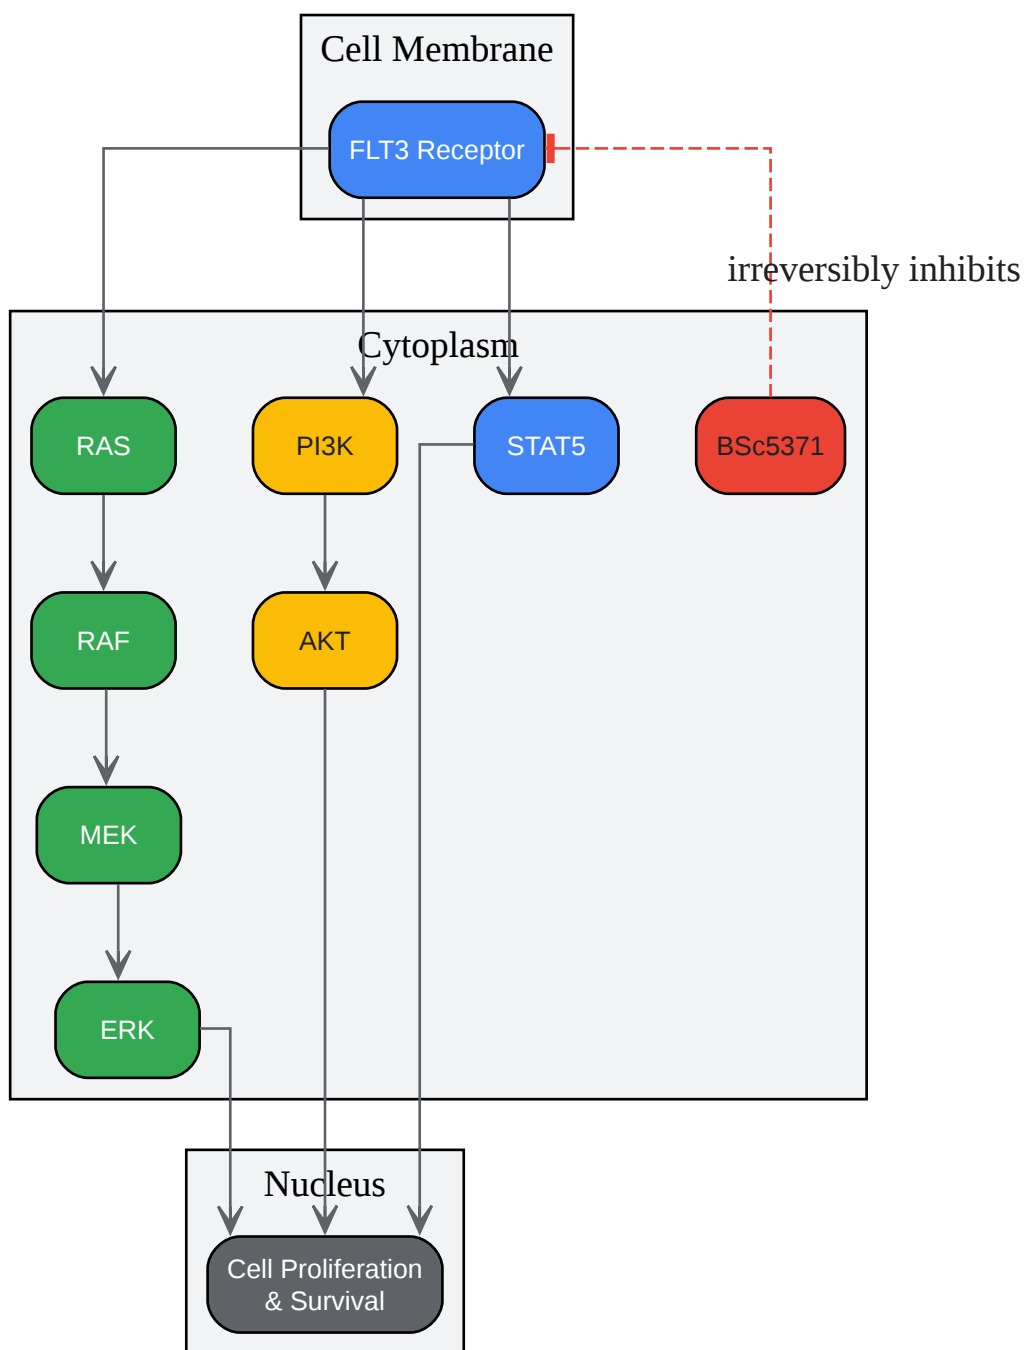 Cell Membrane
FLT3 Receptor
irreversibly inhibits
Cytoplasm
RAS
PI3K
STAT5
BSc5371
RAF
AKT
MEK
ERK
Nucleus
Cell Proliferation
& Survival